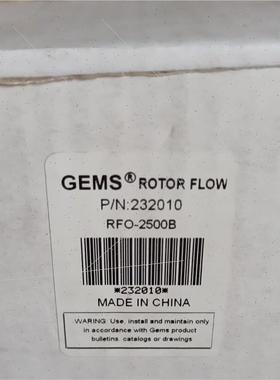 GEMS® ROTOR FLOW
P/N:232010
RFO-2500B
*232010*
MADE IN CHINA
WARING: Use, install and maintain only
in accordance with Gems product
bulletins. catalogs or drawings